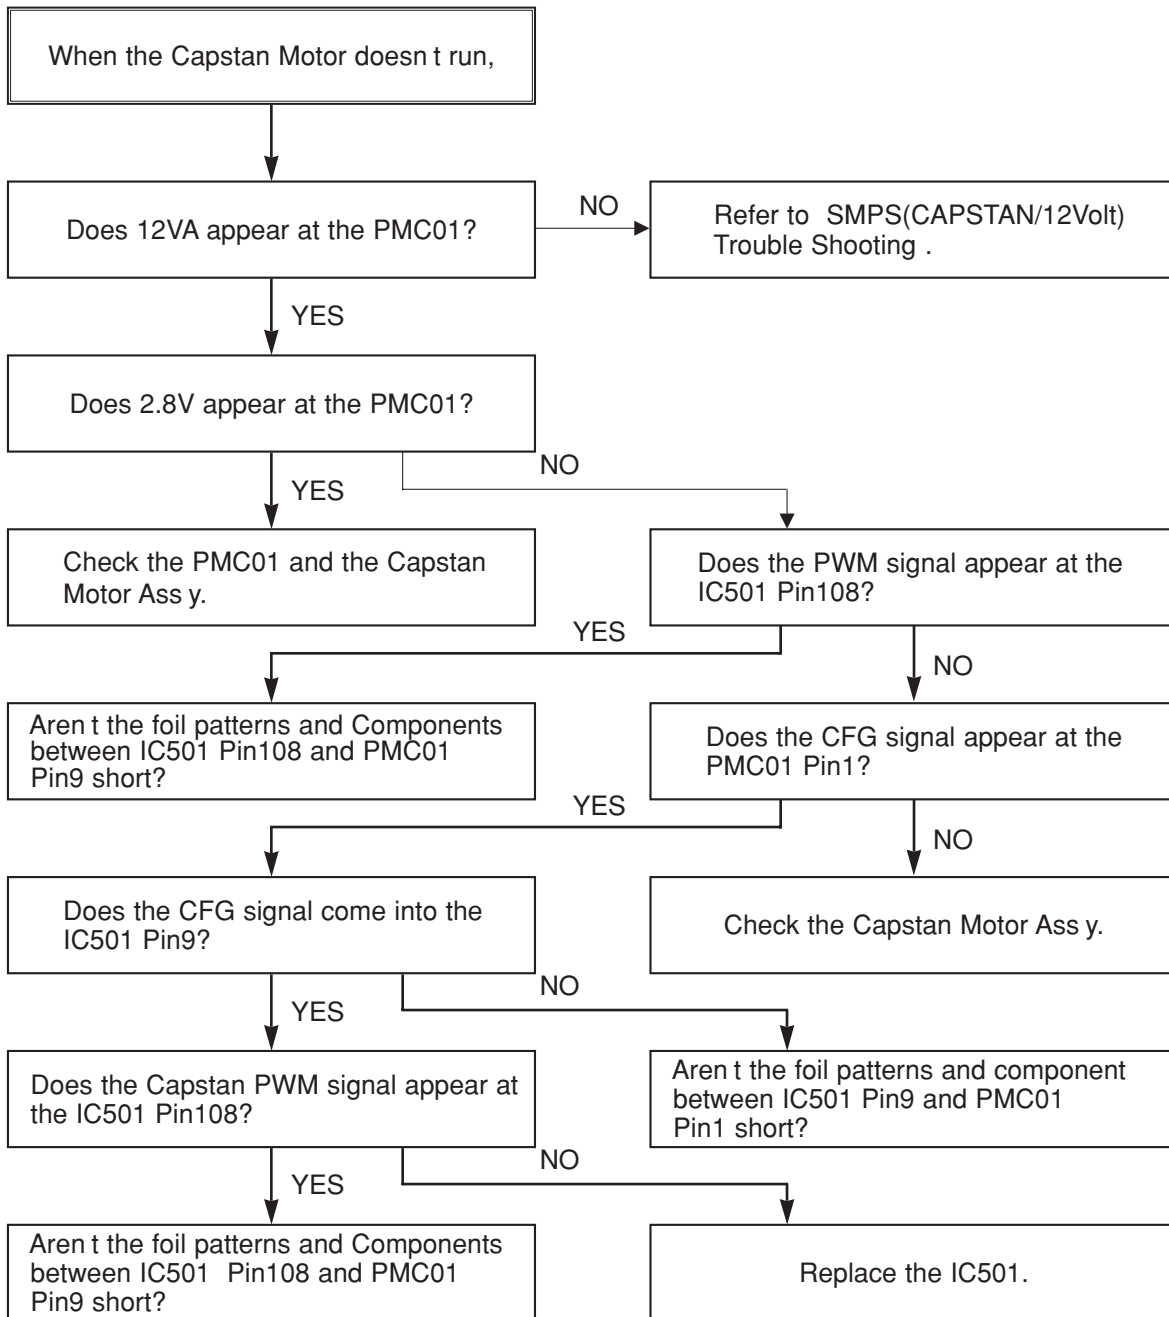 When the Capstan Motor doesn t run,
Does 12VA appear at the PMC01?
NO
Refer to SMPS(CAPSTAN/12Volt)
Trouble Shooting .
YES
Does 2.8V appear at the PMC01?
NO
YES
Check the PMC01 and the Capstan
Motor Ass y.
Does the PWM signal appear at the
IC501 Pin108?
YES
NO
Aren t the foil patterns and Components
between IC501 Pin108 and PMC01
Pin9 short?
Does the CFG signal appear at the
PMC01 Pin1?
YES
NO
Does the CFG signal come into the
IC501 Pin9?
Check the Capstan Motor Ass y.
NO
YES
Does the Capstan PWM signal appear at
the IC501 Pin108?
Aren t the foil patterns and component
between IC501 Pin9 and PMC01
Pin1 short?
NO
YES
Aren t the foil patterns and Components
between IC501 Pin108 and PMC01
Pin9 short?
Replace the IC501.